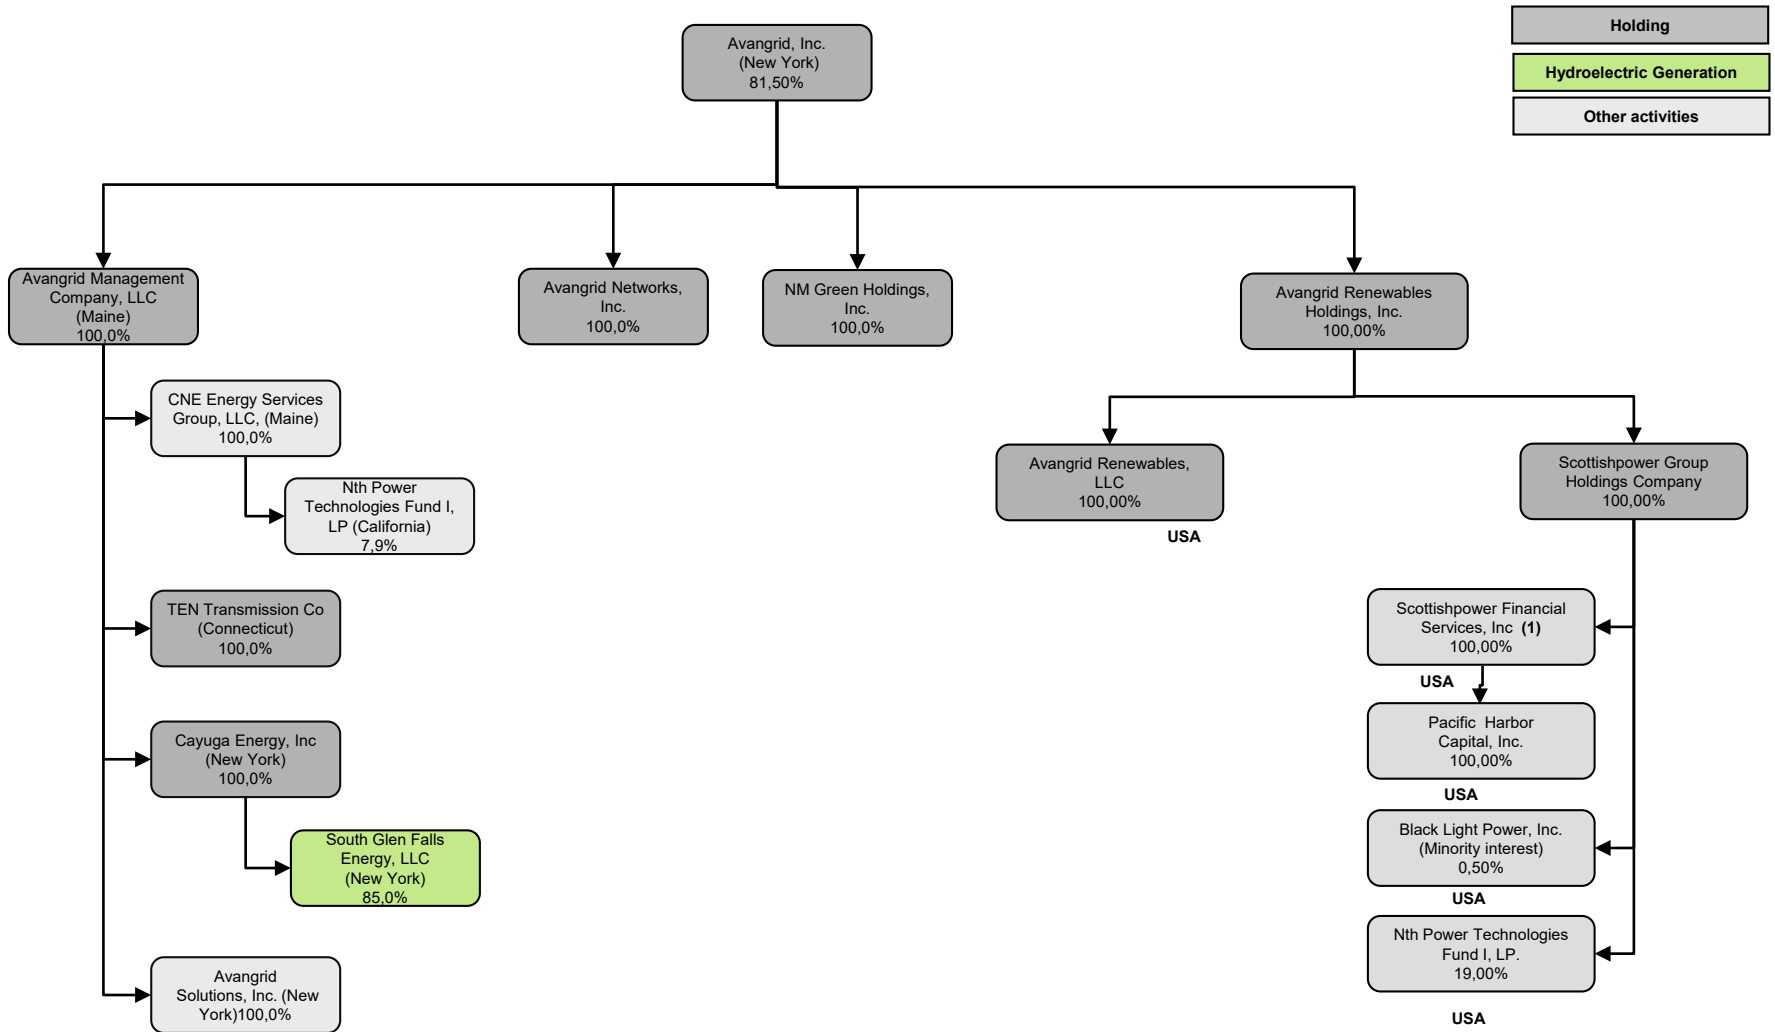 Avangrid, Inc.
(New York)
81,50%
Holding
Hydroelectric Generation
Other activities
Avangrid Management
Company, LLC
(Maine)
100,0%
Avangrid Networks,
Inc.
100,0%
NM Green Holdings,
Inc.
100,0%
Avangrid Renewables
Holdings, Inc.
100,00%
CNE Energy Services
Group, LLC, (Maine)
100,0%
Nth Power
Technologies Fund I,
LP (California)
7,9%
TEN Transmission Co
(Connecticut)
100,0%
Cayuga Energy, Inc
(New York)
100,0%
South Glen Falls
Energy, LLC
(New York)
85,0%
Avangrid
Solutions, Inc. (New
York)100,0%
Avangrid Renewables,
LLC
100,00%
USA
Scottishpower Group
Holdings Company
100,00%
Scottishpower Financial
Services, Inc (1)
100,00%
USA
Pacific Harbor
Capital, Inc.
100,00%
USA
Black Light Power, Inc.
(Minority interest)
0,50%
USA
Nth Power Technologies
Fund I, LP.
19,00%
USA